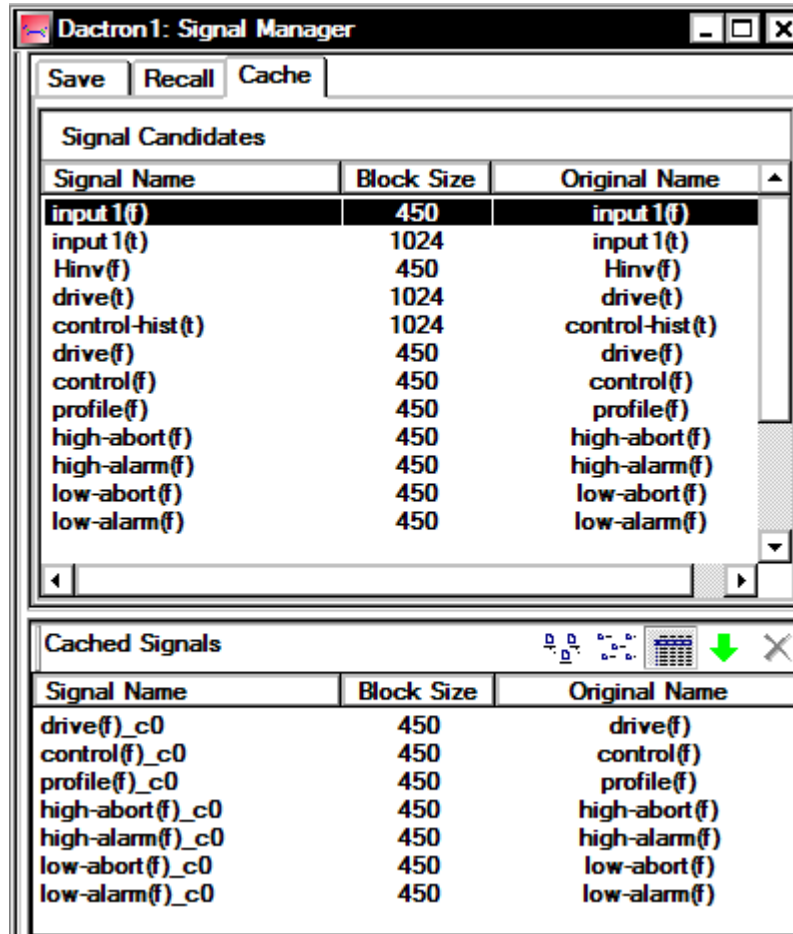 Dactron1: Signal Manager
Save Recall Cache
Signal Candidates
Signal Name Block Size Original Name
input1(f) 450 input1(f)
input1(t) 1024 input1(t)
Hinv(f) 450 Hinv(f)
drive(t) 1024 drive(t)
control-hist(t) 1024 control-hist(t)
drive(f) 450 drive(f)
control(f) 450 control(f)
profile(f) 450 profile(f)
high-abort(f) 450 high-abort(f)
high-alarm(f) 450 high-alarm(f)
low-abort(f) 450 low-abort(f)
low-alarm(f) 450 low-alarm(f)
Cached Signals
Signal Name Block Size Original Name
drive(f)_c0 450 drive(f)
control(f)_c0 450 control(f)
profile(f)_c0 450 profile(f)
high-abort(f)_c0 450 high-abort(f)
high-alarm(f)_c0 450 high-alarm(f)
low-abort(f)_c0 450 low-abort(f)
low-alarm(f)_c0 450 low-alarm(f)